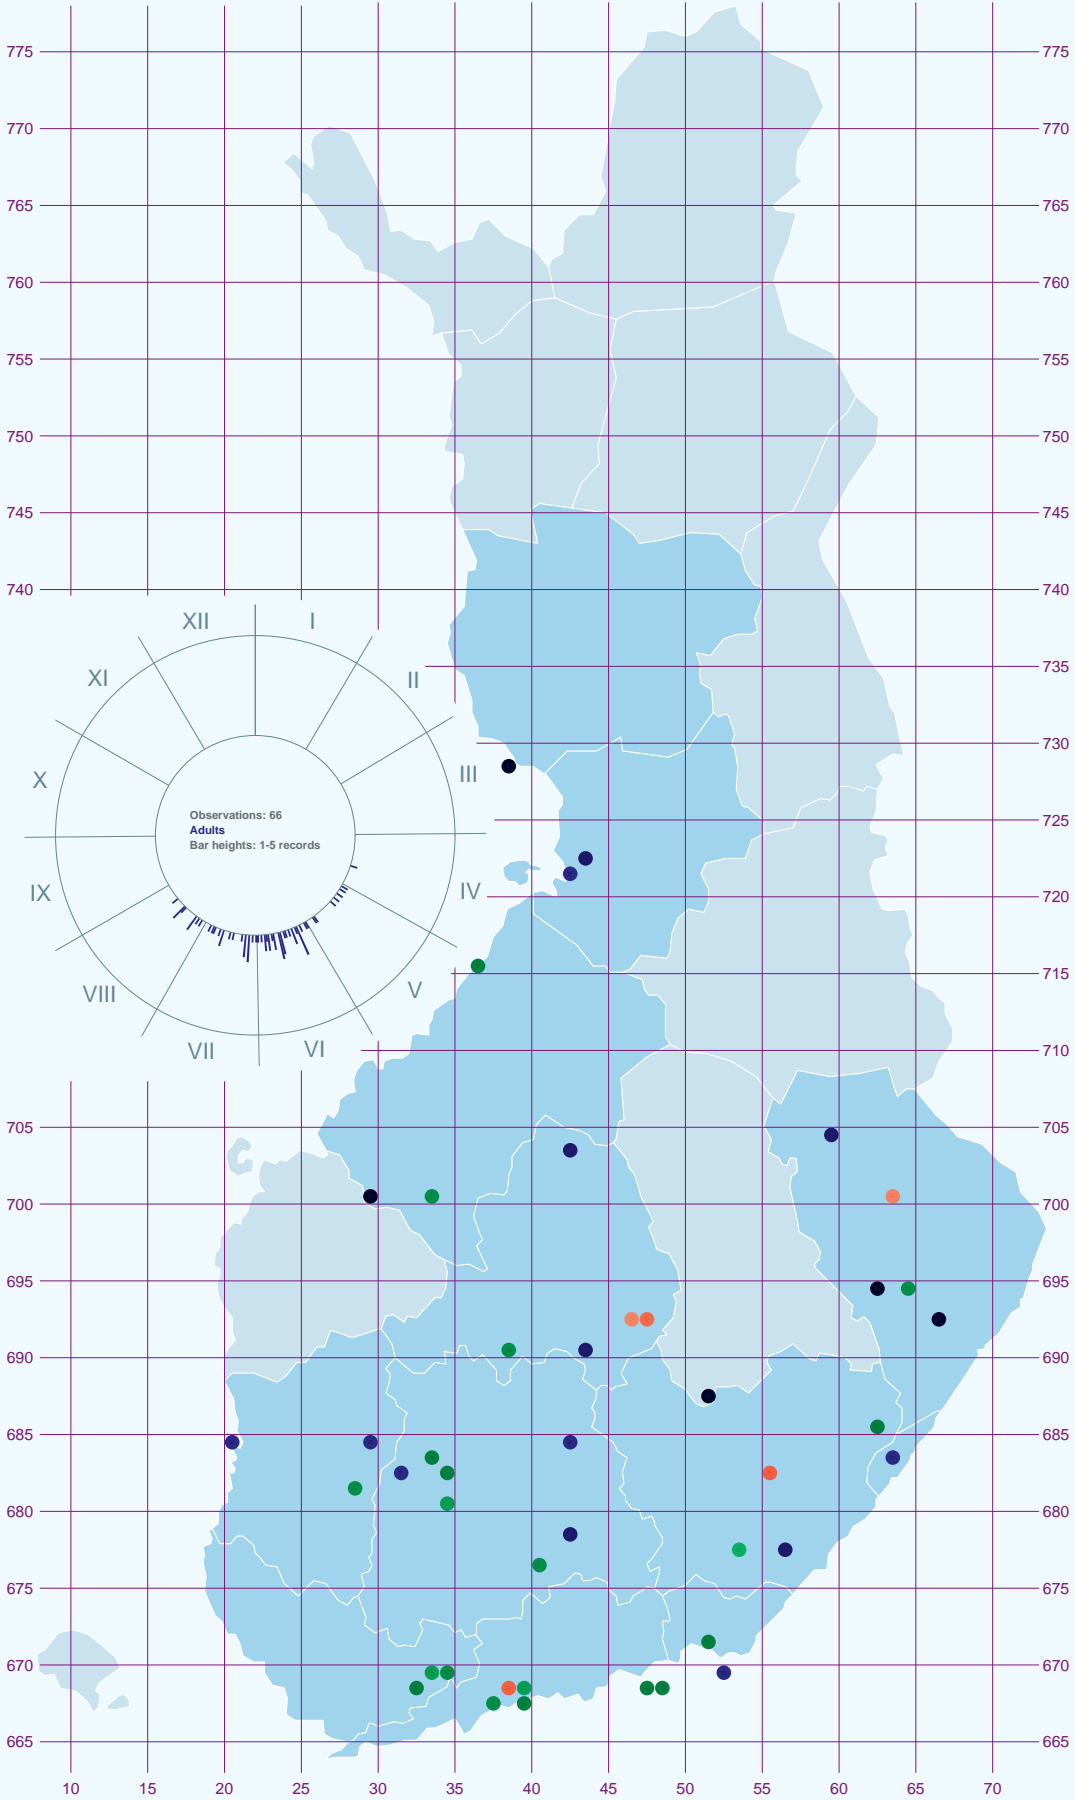 775 775
770 770
765 765
760 760
755 755
750 750
745 745
740 740
XII I
XI II
735
730
X III
Observations: 66
Adults
Bar heights: 1-5 records
725
IX IV
720
VIII V
715
VII VI
710
705 705
700 700
695 695
690 690
685 685
680 680
675 675
670 670
665 665
10 15 20 25 30 35 40 45 50 55 60 65 70